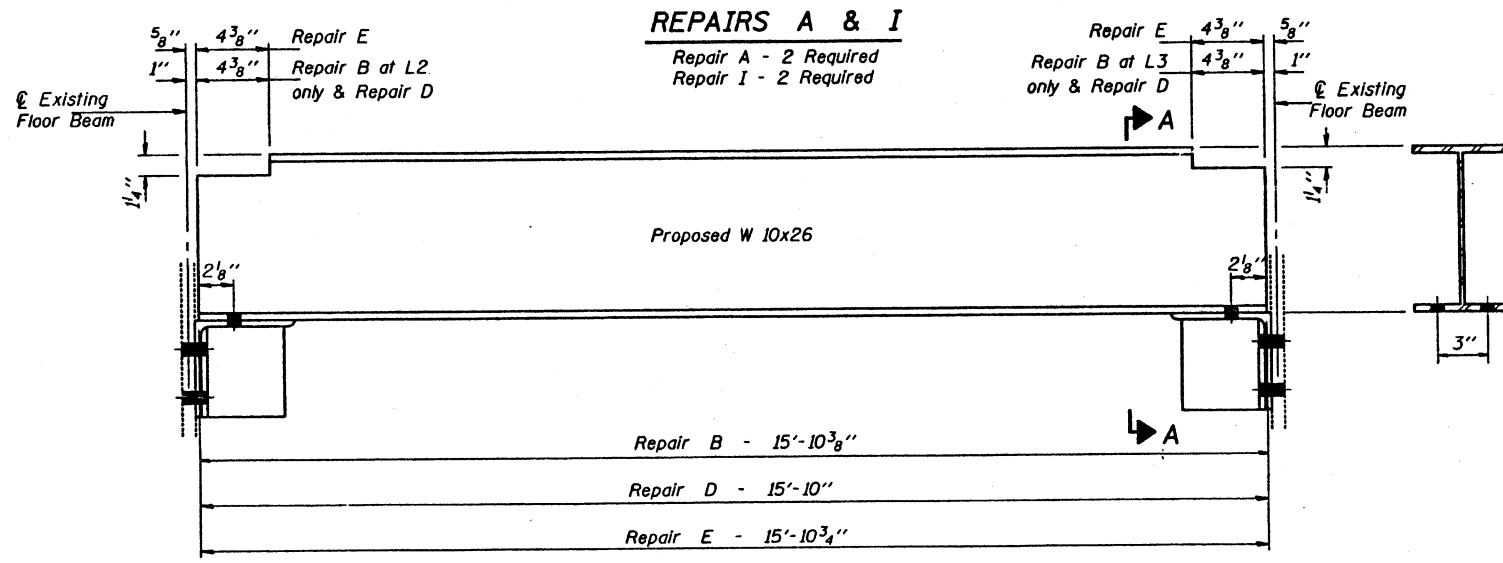 REPAIRS A & I
Repair A - 2 Required
Repair I - 2 Required
5/8" 4 3/8" Repair E
1" 4 3/8" Repair B at L2
only & Repair D
℄ Existing
Floor Beam
Repair E 4 3/8" 5/8"
Repair B at L3 4 3/8" 1"
only & Repair D
℄ Existing
Floor Beam
A
1 1/4"
1 1/4"
Proposed W 10x26
2 1/8"
2 1/8"
3"
A
Repair B - 15'-10 3/8"
Repair D - 15'-10"
Repair E - 15'-10 3/4"